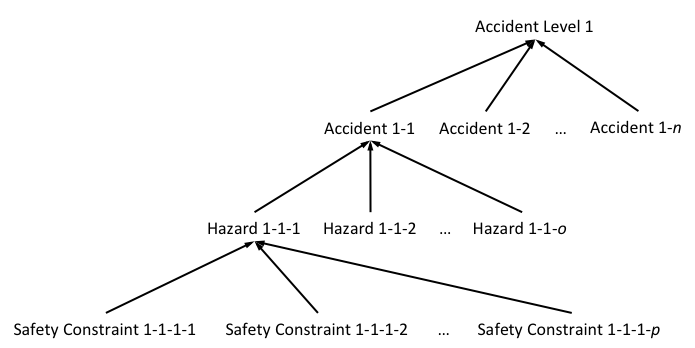 Accident Level 1
Accident 1-1 Accident 1-2 ... Accident 1-n
Hazard 1-1-1 Hazard 1-1-2 ... Hazard 1-1-o
Safety Constraint 1-1-1-1 Safety Constraint 1-1-1-2 ... Safety Constraint 1-1-1-p